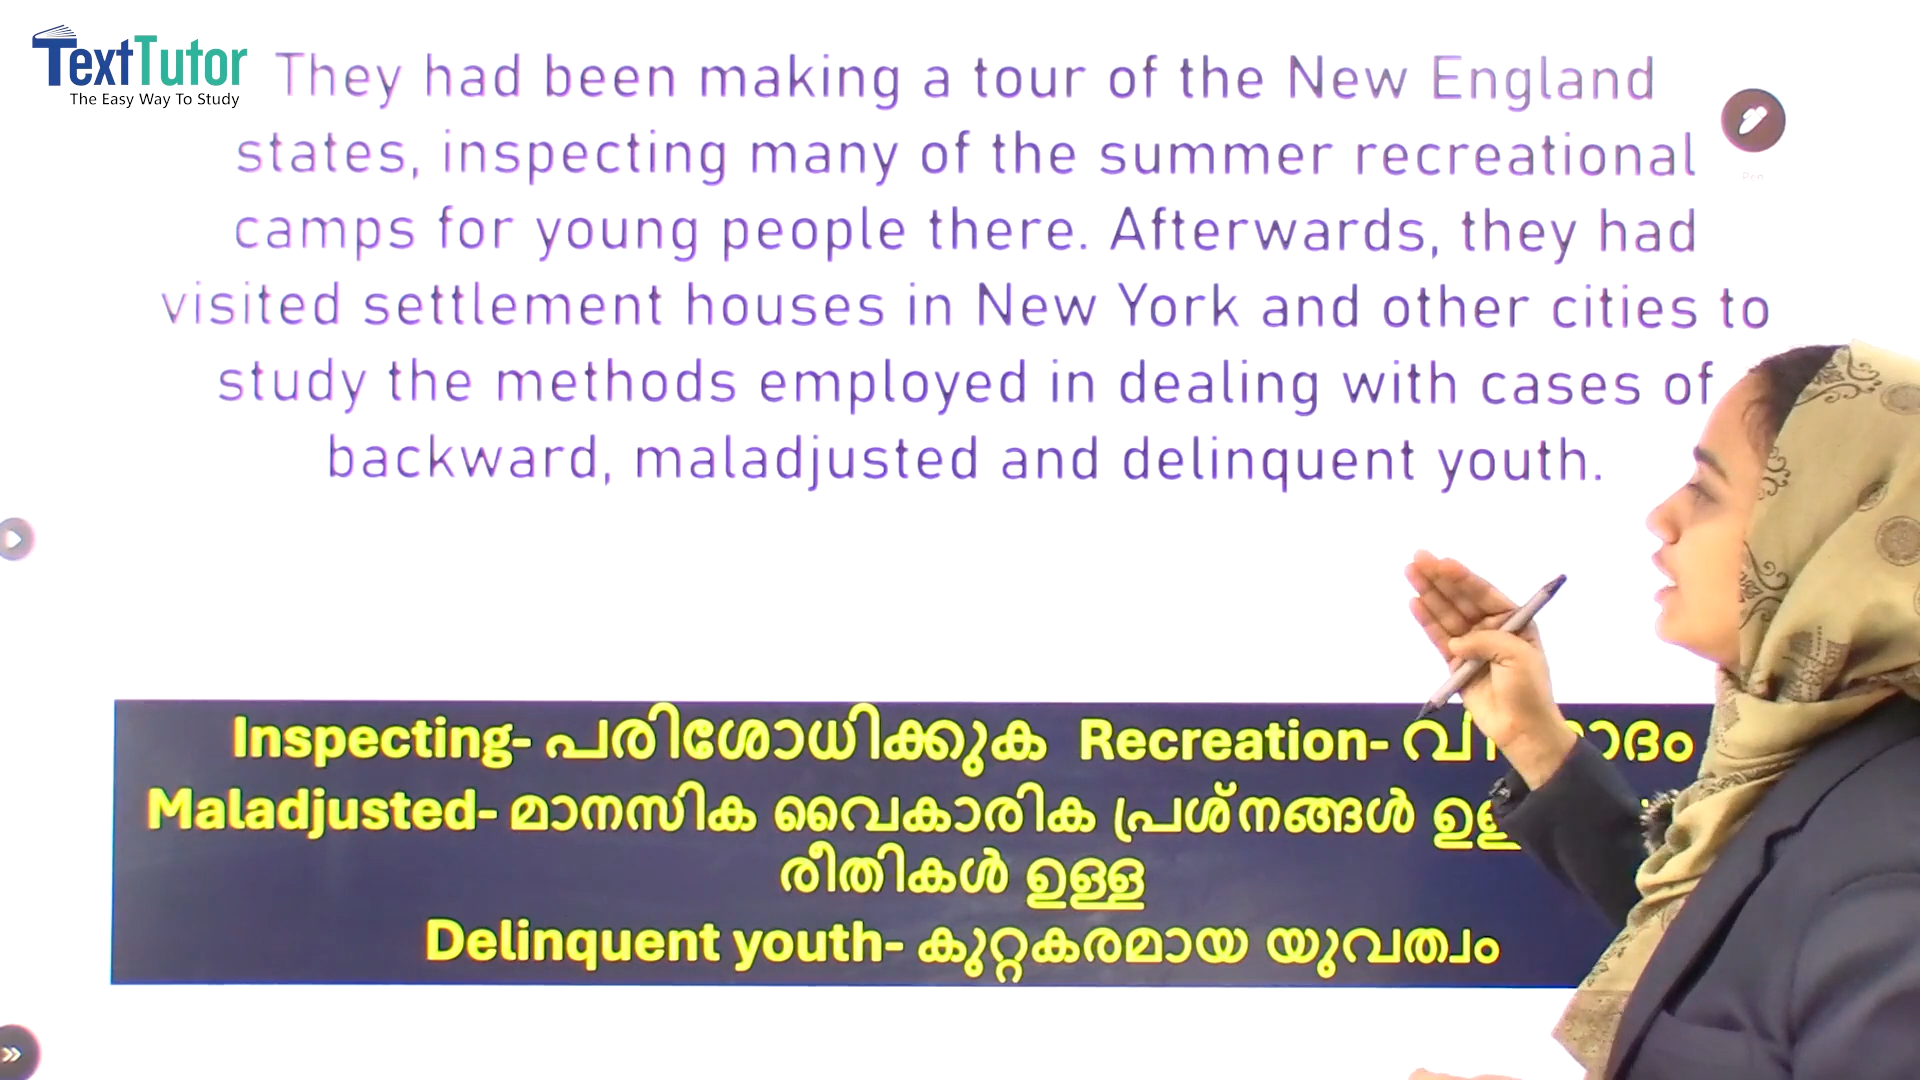 TextTutor
The Easy Way To Study
They had been making a tour of the New England
states, inspecting many of the summer recreational
camps for young people there. Afterwards, they had
visited settlement houses in New York and other cities to
study the methods employed in dealing with cases of
backward, maladjusted and delinquent youth.
Pen
Inspecting- പരിശോധിക്കുക Recreation-
Maladjusted- മാനസിക വൈകാരിക പ്രശ്നങ്ങൾ
രീതികൾ ഉള്ള
Delinquent youth- കുറ്റകരമായ യുവത്വം